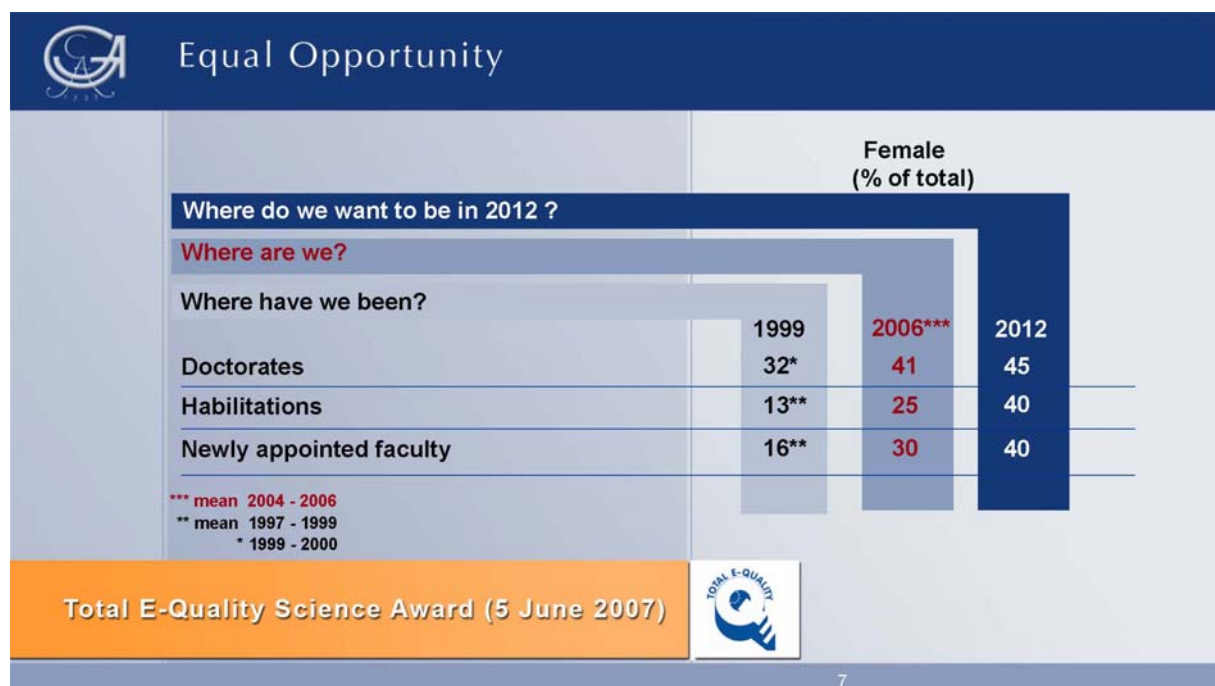 Equal Opportunity
Female
(% of total)
Where do we want to be in 2012 ?
Where are we?
Where have we been?
1999 2006*** 2012
Doctorates 32* 41 45
Habilitations 13** 25 40
Newly appointed faculty 16** 30 40
*** mean 2004 - 2006
** mean 1997 - 1999
* 1999 - 2000
Total E-Quality Science Award (5 June 2007)
TOTAL E-QUALITY
7